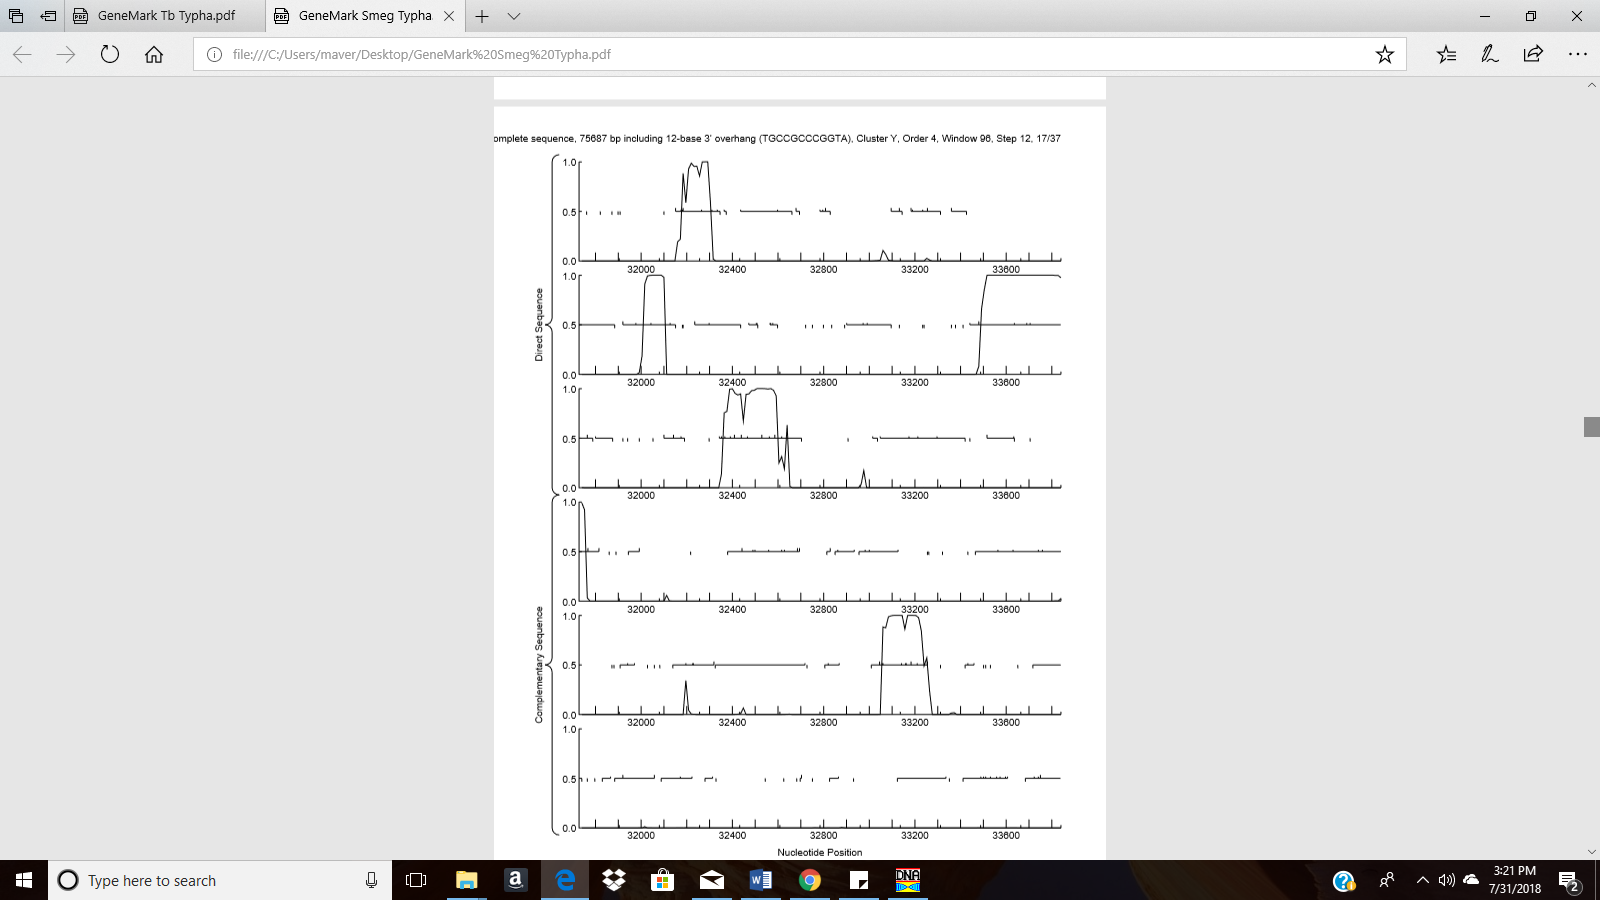 GeneMark Tb Typha.pdf
GeneMark Smeg Typha.
file:///C:/Users/maver/Desktop/GeneMark%20Smeg%20Typha.pdf
omplete sequence, 75687 bp including 12-base 3' overhang (TGCCGCCCGGTA), Cluster Y, Order 4, Window 96, Step 12, 17/37
1.0
0.5
0.0
32000 32400 32800 33200 33600
1.0
0.5
0.0
32000 32400 32800 33200 33600
1.0
0.5
0.0
32000 32400 32800 33200 33600
Direct Sequence
1.0
0.5
0.0
32000 32400 32800 33200 33600
1.0
0.5
0.0
32000 32400 32800 33200 33600
1.0
0.5
0.0
32000 32400 32800 33200 33600
Complementary Sequence
Nucleotide Position
Type here to search
DNA
3:21 PM
7/31/2018
2